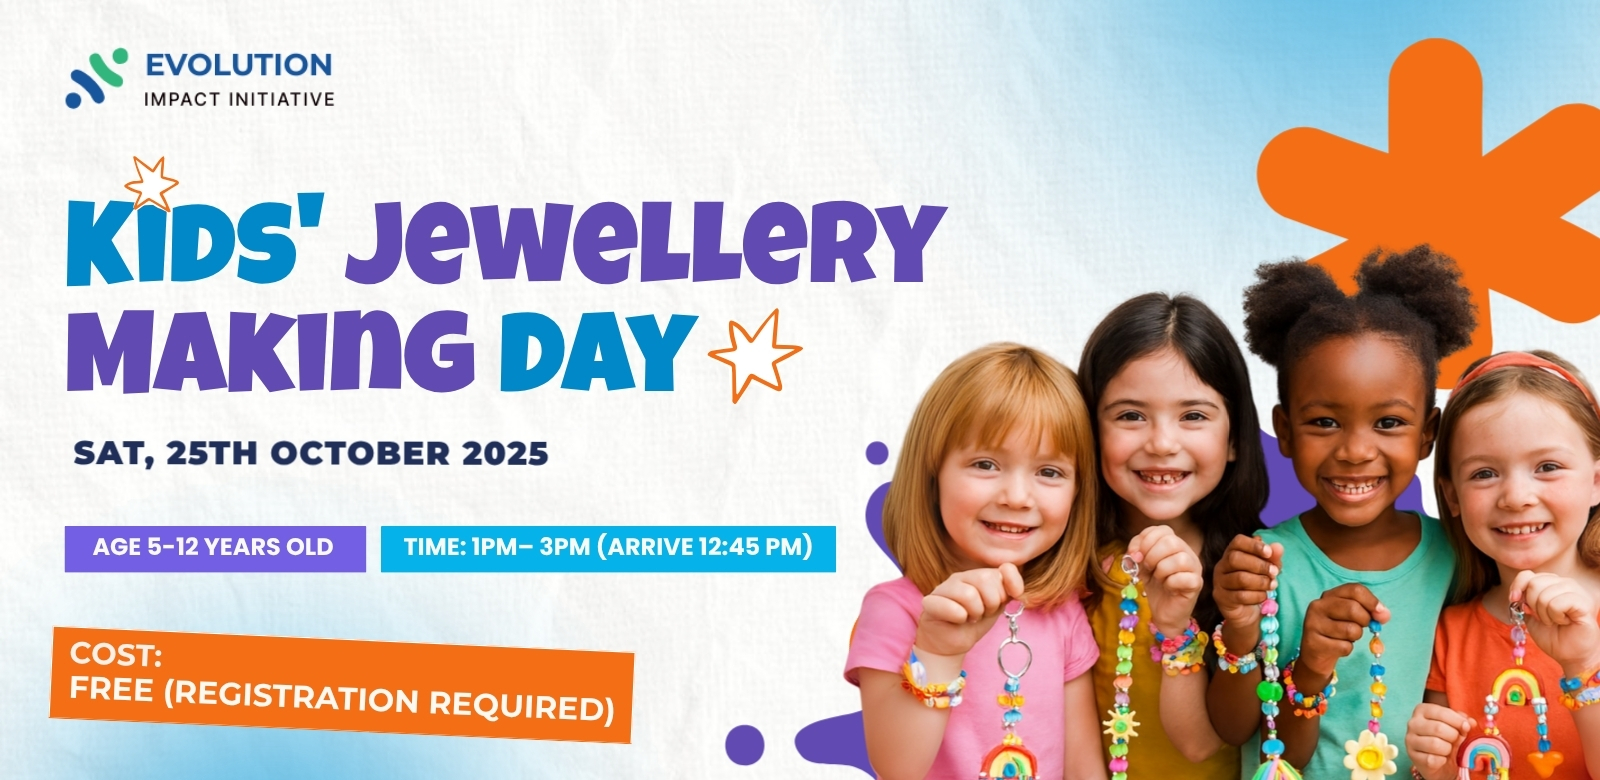 EVOLUTION
IMPACT INITIATIVE
KIDS' JEWELLERY
MAKING DAY
SAT, 25TH OCTOBER 2025
AGE 5-12 YEARS OLD
TIME: 1PM– 3PM (ARRIVE 12:45 PM)
COST:
FREE (REGISTRATION REQUIRED)